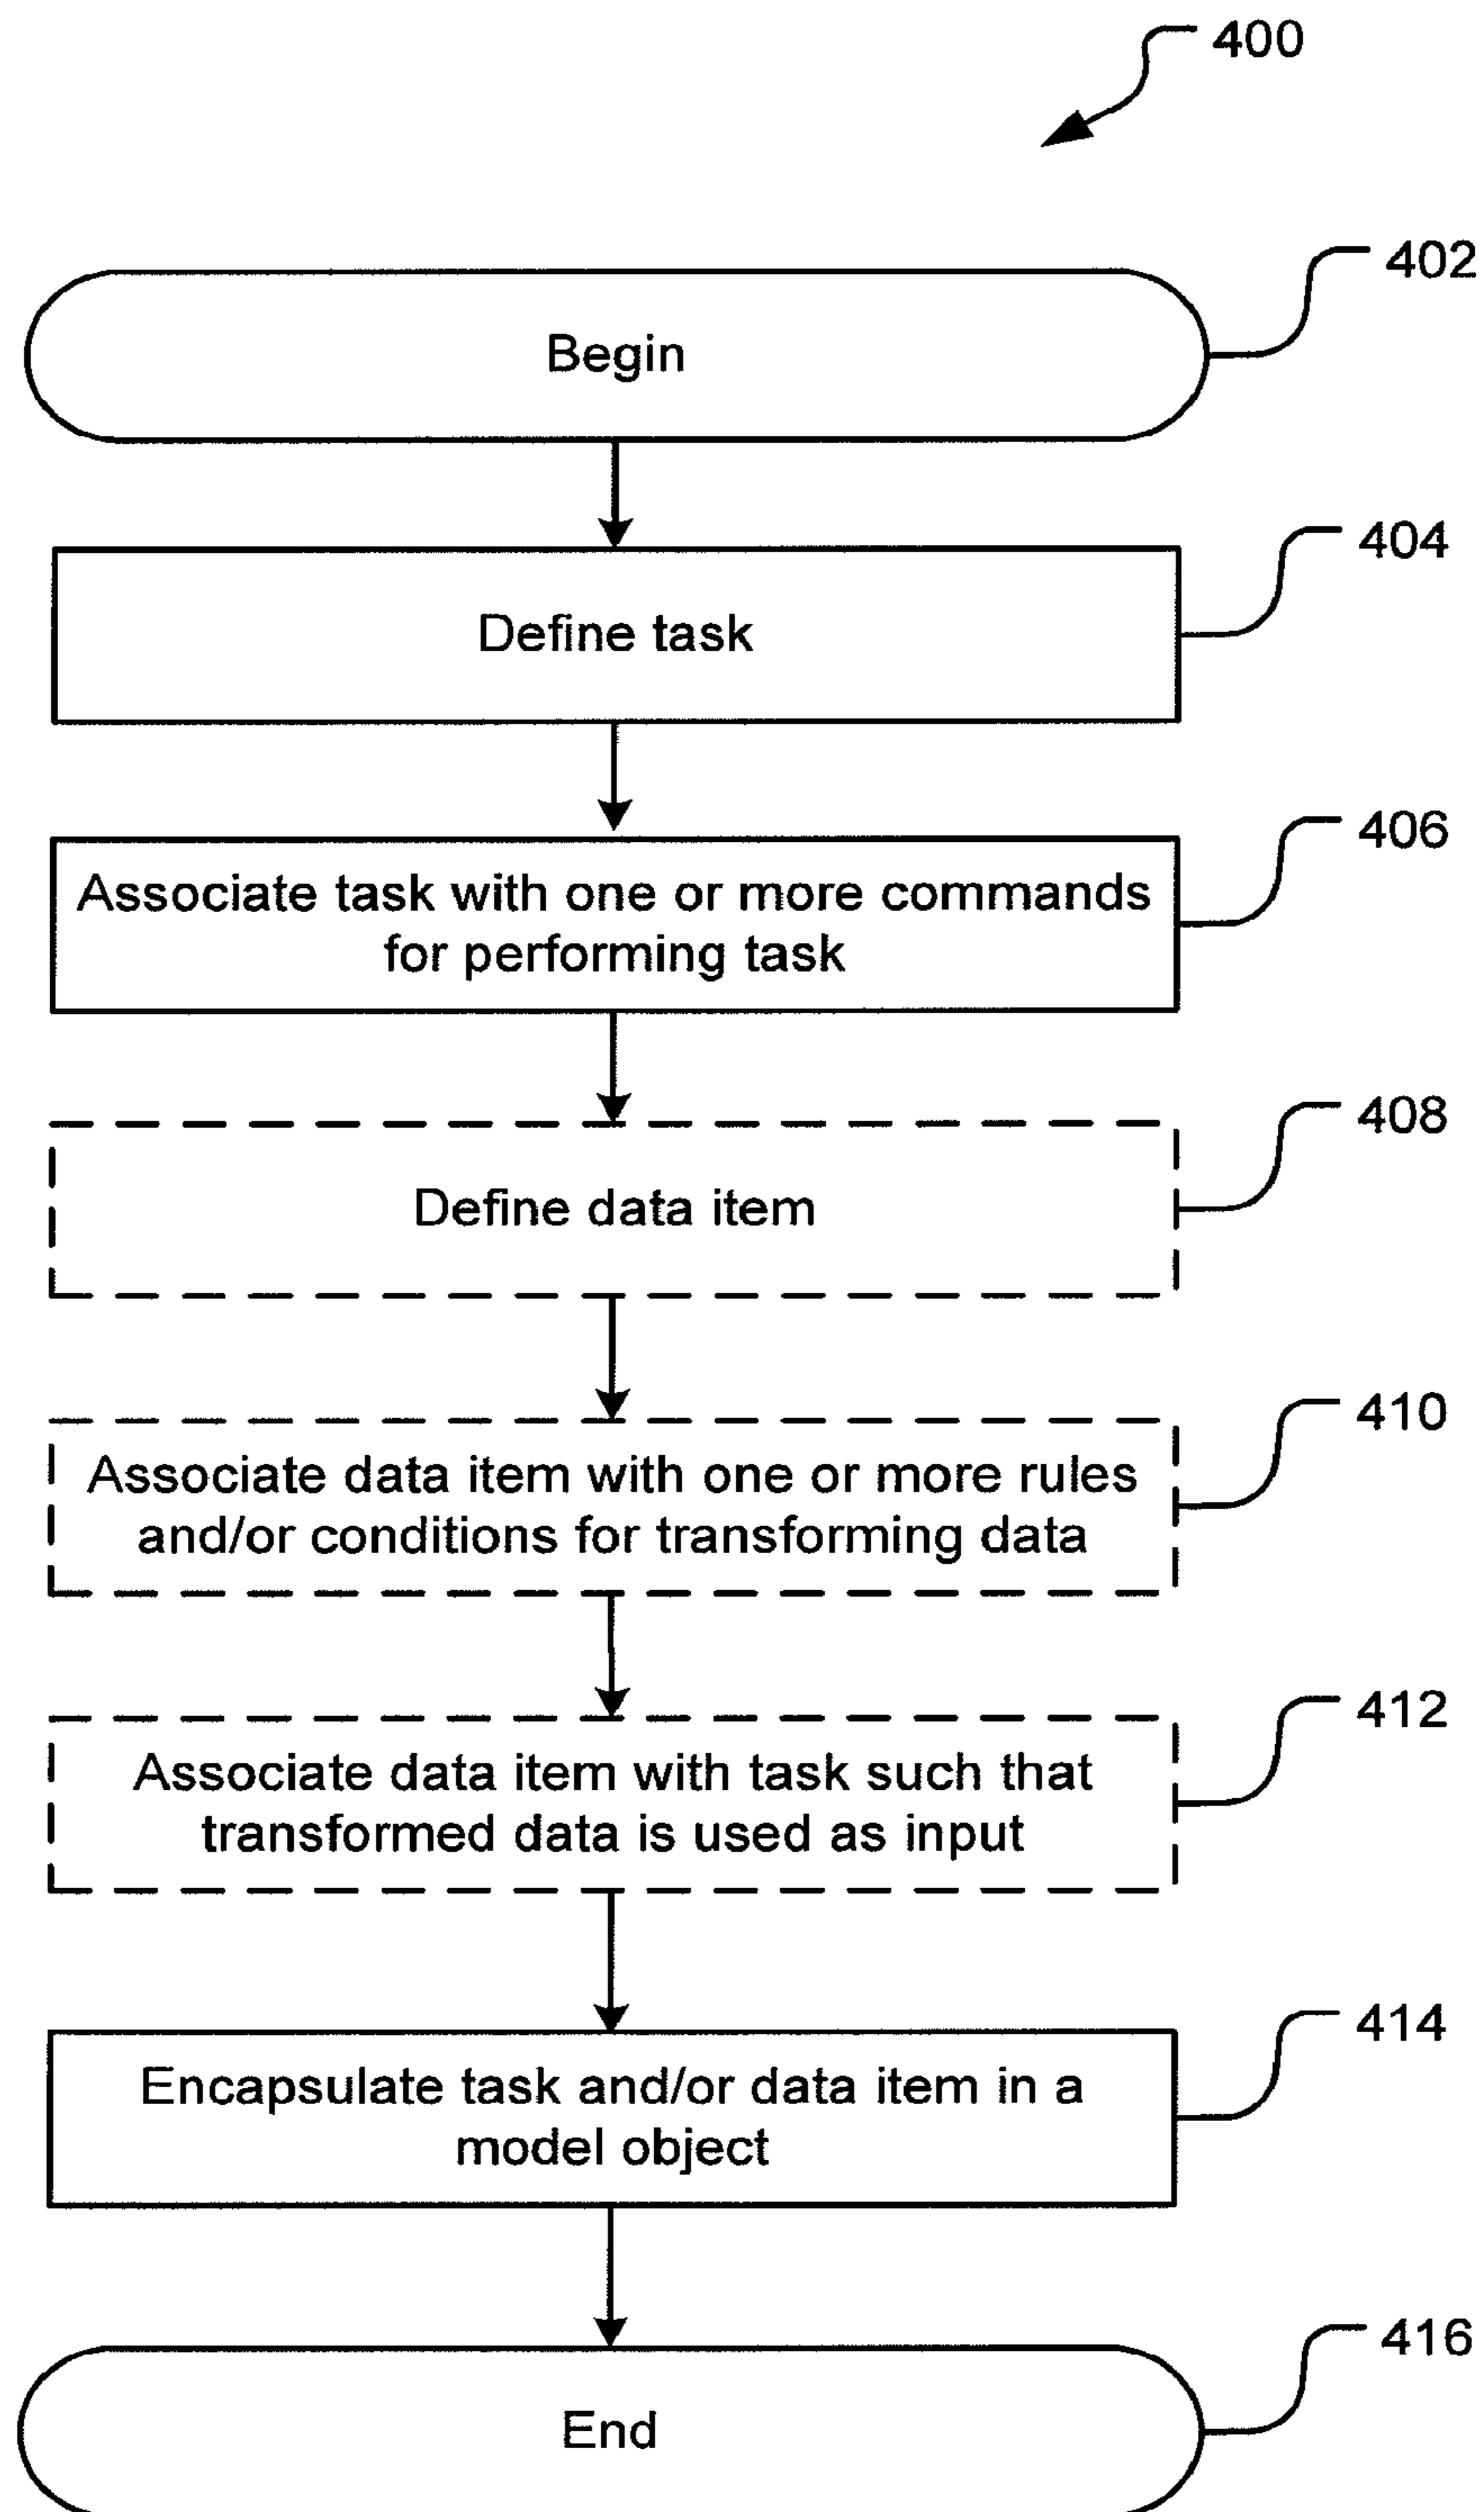 400
402
Begin
404
Define task
406
Associate task with one or more commands
for performing task
408
Define data item
410
Associate data item with one or more rules
and/or conditions for transforming data
412
Associate data item with task such that
transformed data is used as input
414
Encapsulate task and/or data item in a
model object
416
End